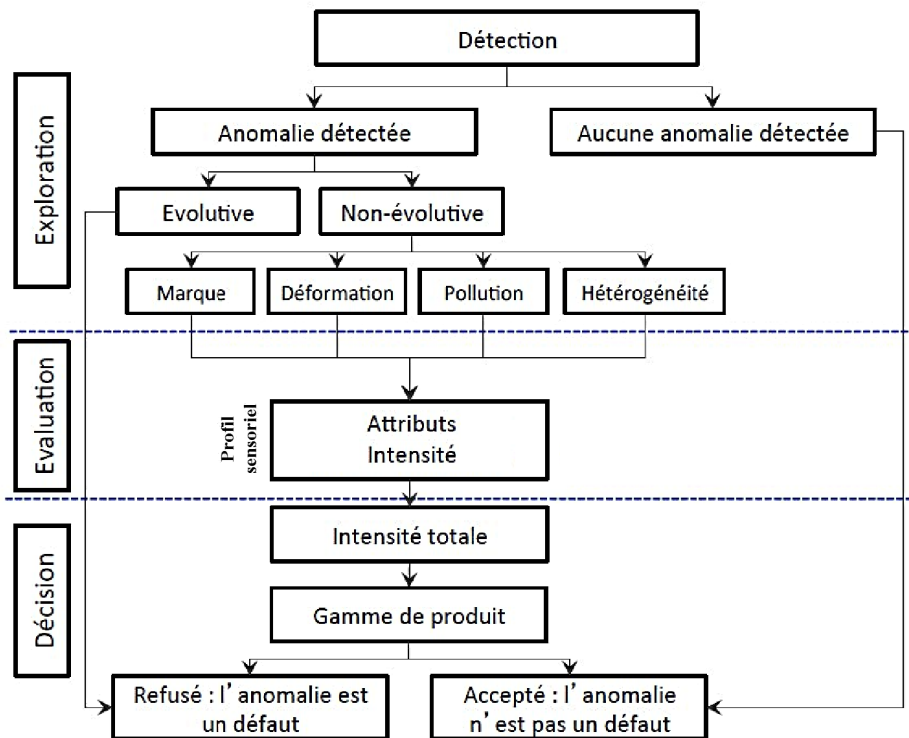 Détection
Exploration
Anomalie détectée
Aucune anomalie détectée
Evolutive
Non-évolutive
Marque
Déformation
Pollution
Hétérogénéité
Evaluation
Profil
sensoriel
Attributs
Intensité
Décision
Intensité totale
Gamme de produit
Refusé : l’ anomalie est
un défaut
Accepté : l’ anomalie
n’ est pas un défaut